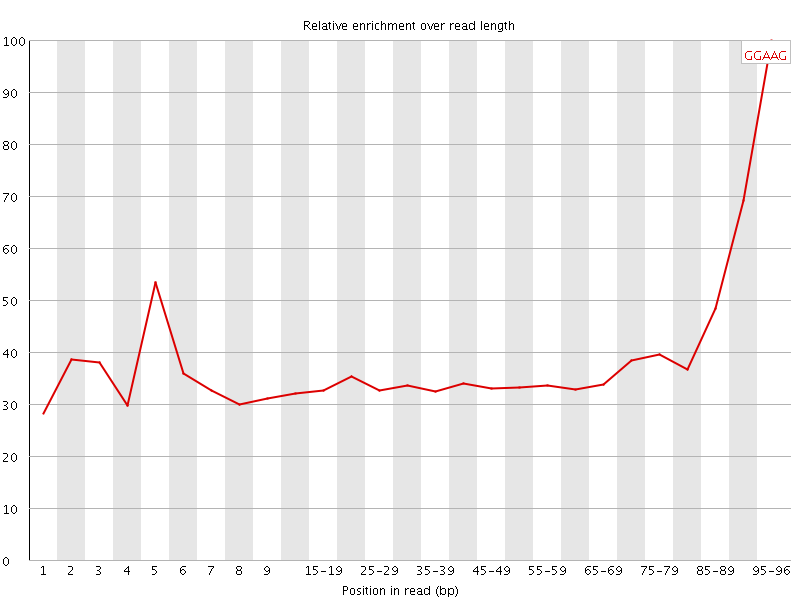 Relative enrichment over read length
100
90
80
70
60
50
40
30
20
10
0
GGAAG
1 2 3 4 5 6 7 8 9 15-19 25-29 35-39 45-49 55-59 65-69 75-79 85-89 95-96
Position in read (bp)